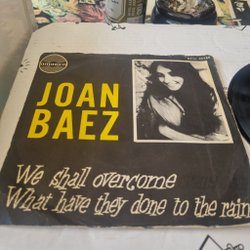 JOAN
BAEZ
We shall overcome
What have they done to the rain